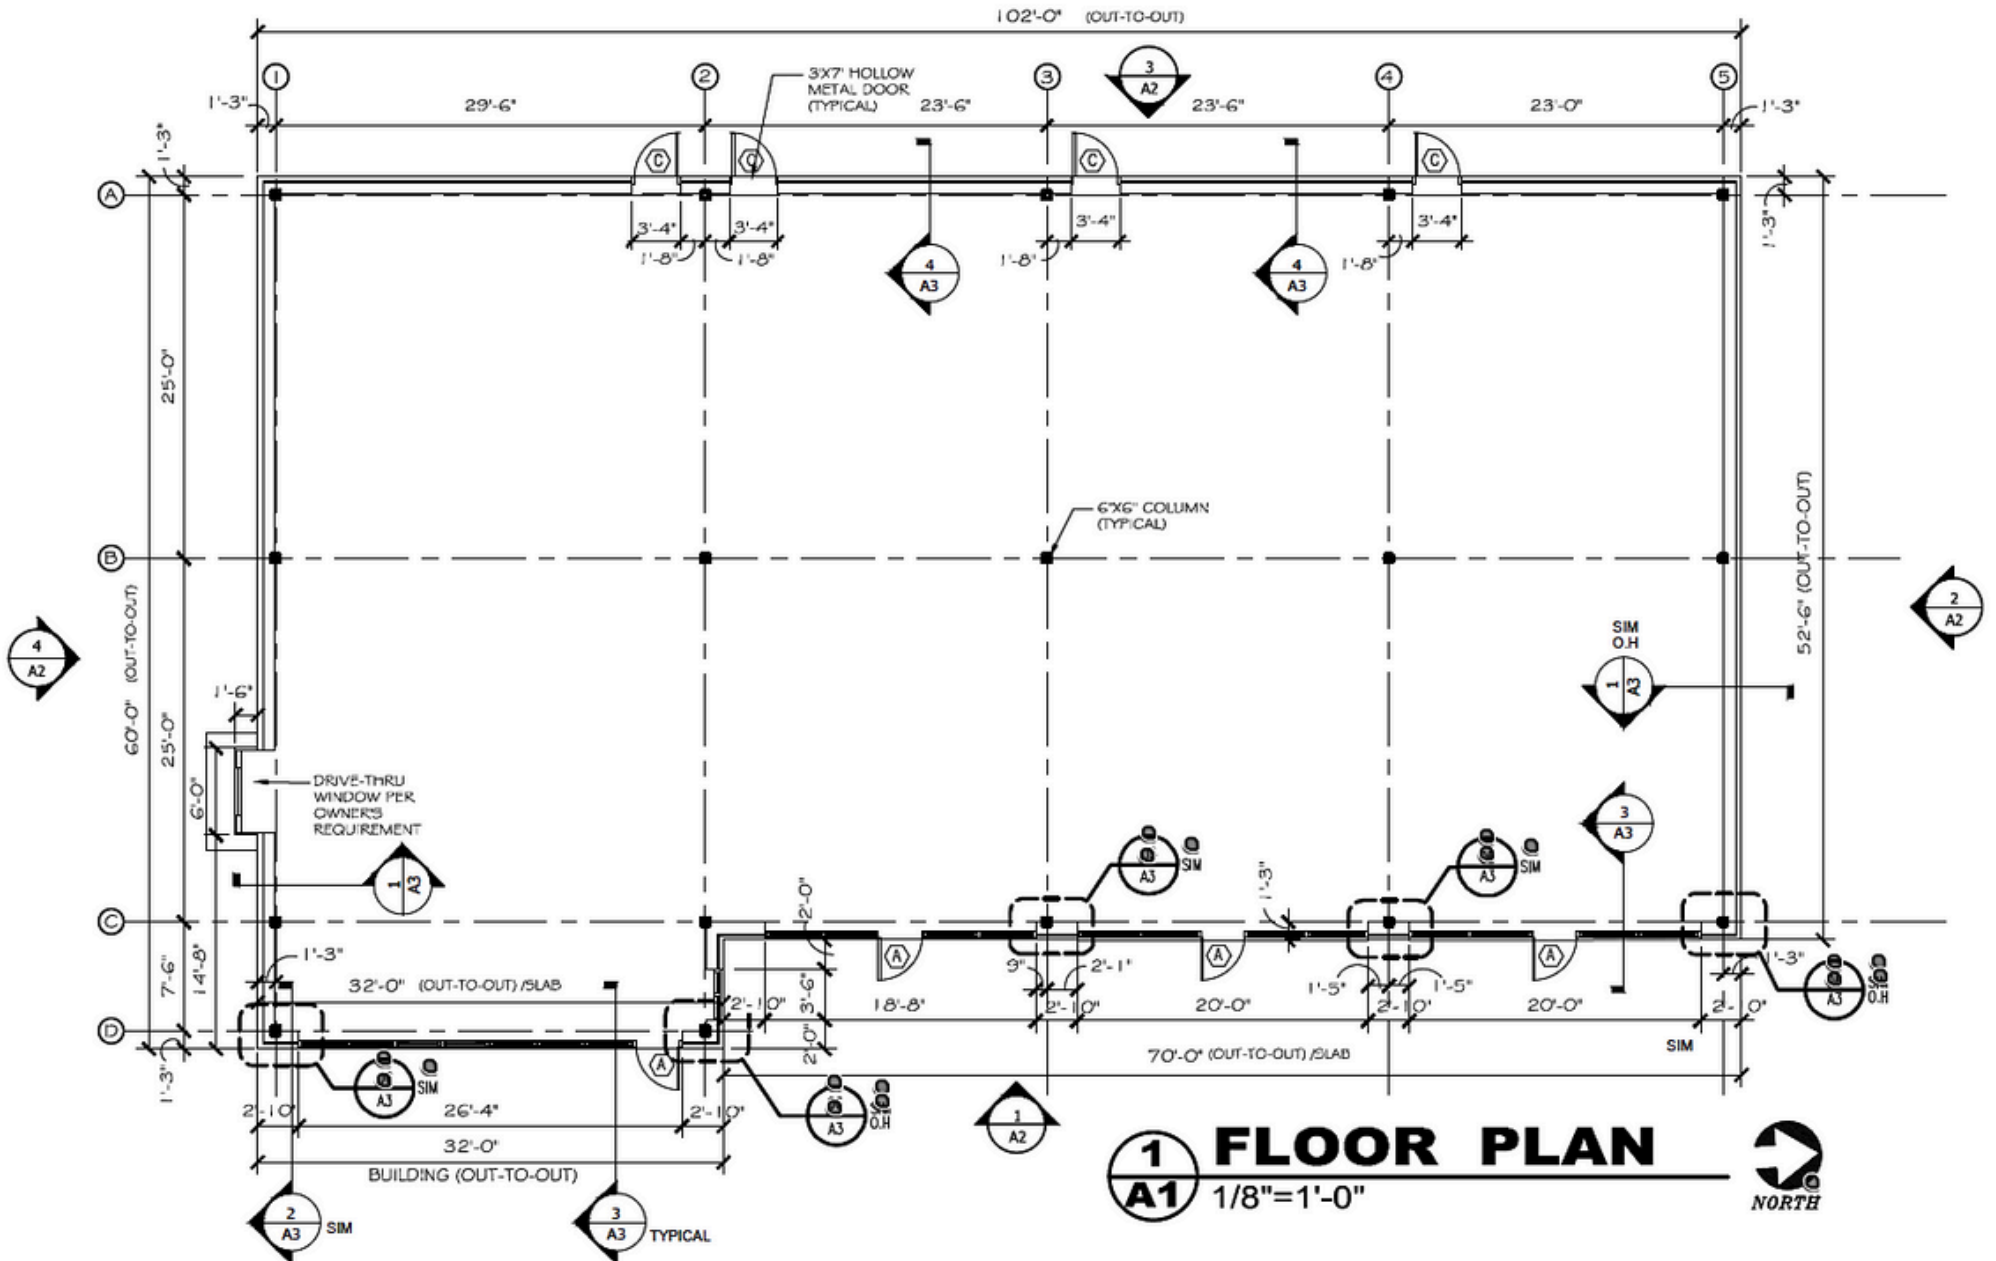 102'-0" (OUT-TO-OUT)
1 2 3 4 5
3
A2
1'-3" 29'-6" 23'-6" 23'-6" 23'-0" 1'-3"
3'X7' HOLLOW
METAL DOOR
(TYPICAL)
1'-3"
C C C C
A
3'-4" 3'-4" 3'-4" 3'-4"
1'-8" 1'-8" 1'-8" 1'-8"
1'-3"
4
A3
4
A3
25'-0"
6"X6" COLUMN
(TYPICAL)
B
60'-0" (OUT-TO-OUT)
52'-6" (OUT-TO-OUT)
2
A2
4
A2
SIM
O.H
1
A3
1'-6"
25'-0"
6'-0"
DRIVE-THRU
WINDOW PER
OWNER'S
REQUIREMENT
3
A3
A3
SIM
A3
SIM
1
A3
2'-0"
1'-3"
C
A A A
1'-3"
9" 2'-1"
1'-5" 1'-5"
1'-3"
7'-6"
14'-8"
32'-0" (OUT-TO-OUT) /SLAB
2'-10" 3'-6" 18'-8" 2'-10" 20'-0" 2'-10" 20'-0" 2'-10"
A3
O.H
D
2'-0"
70'-0" (OUT-TO-OUT) /SLAB
SIM
A
1'-3"
A3
SIM
A3
O.H
2'-10" 26'-4" 2'-10"
1
A2
32'-0"
BUILDING (OUT-TO-OUT)
2
A3
SIM
3
A3
TYPICAL
1
A1
FLOOR PLAN
1/8"=1'-0"
NORTH